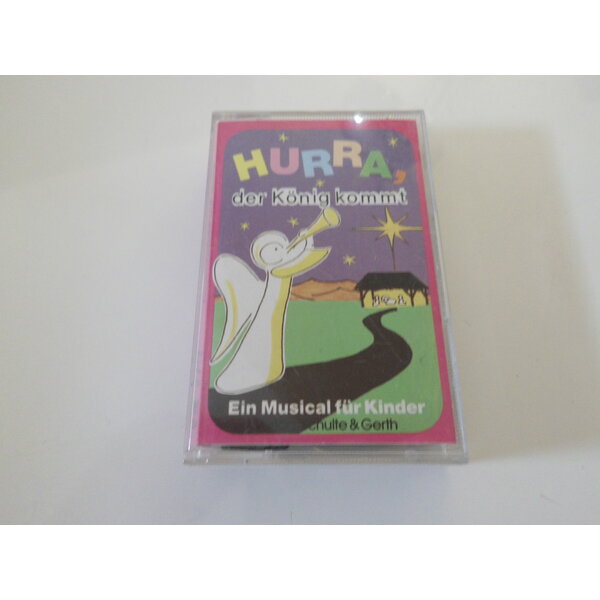 HURRA,
der König kommt
Ein Musical für Kinder
chulte & Gerth